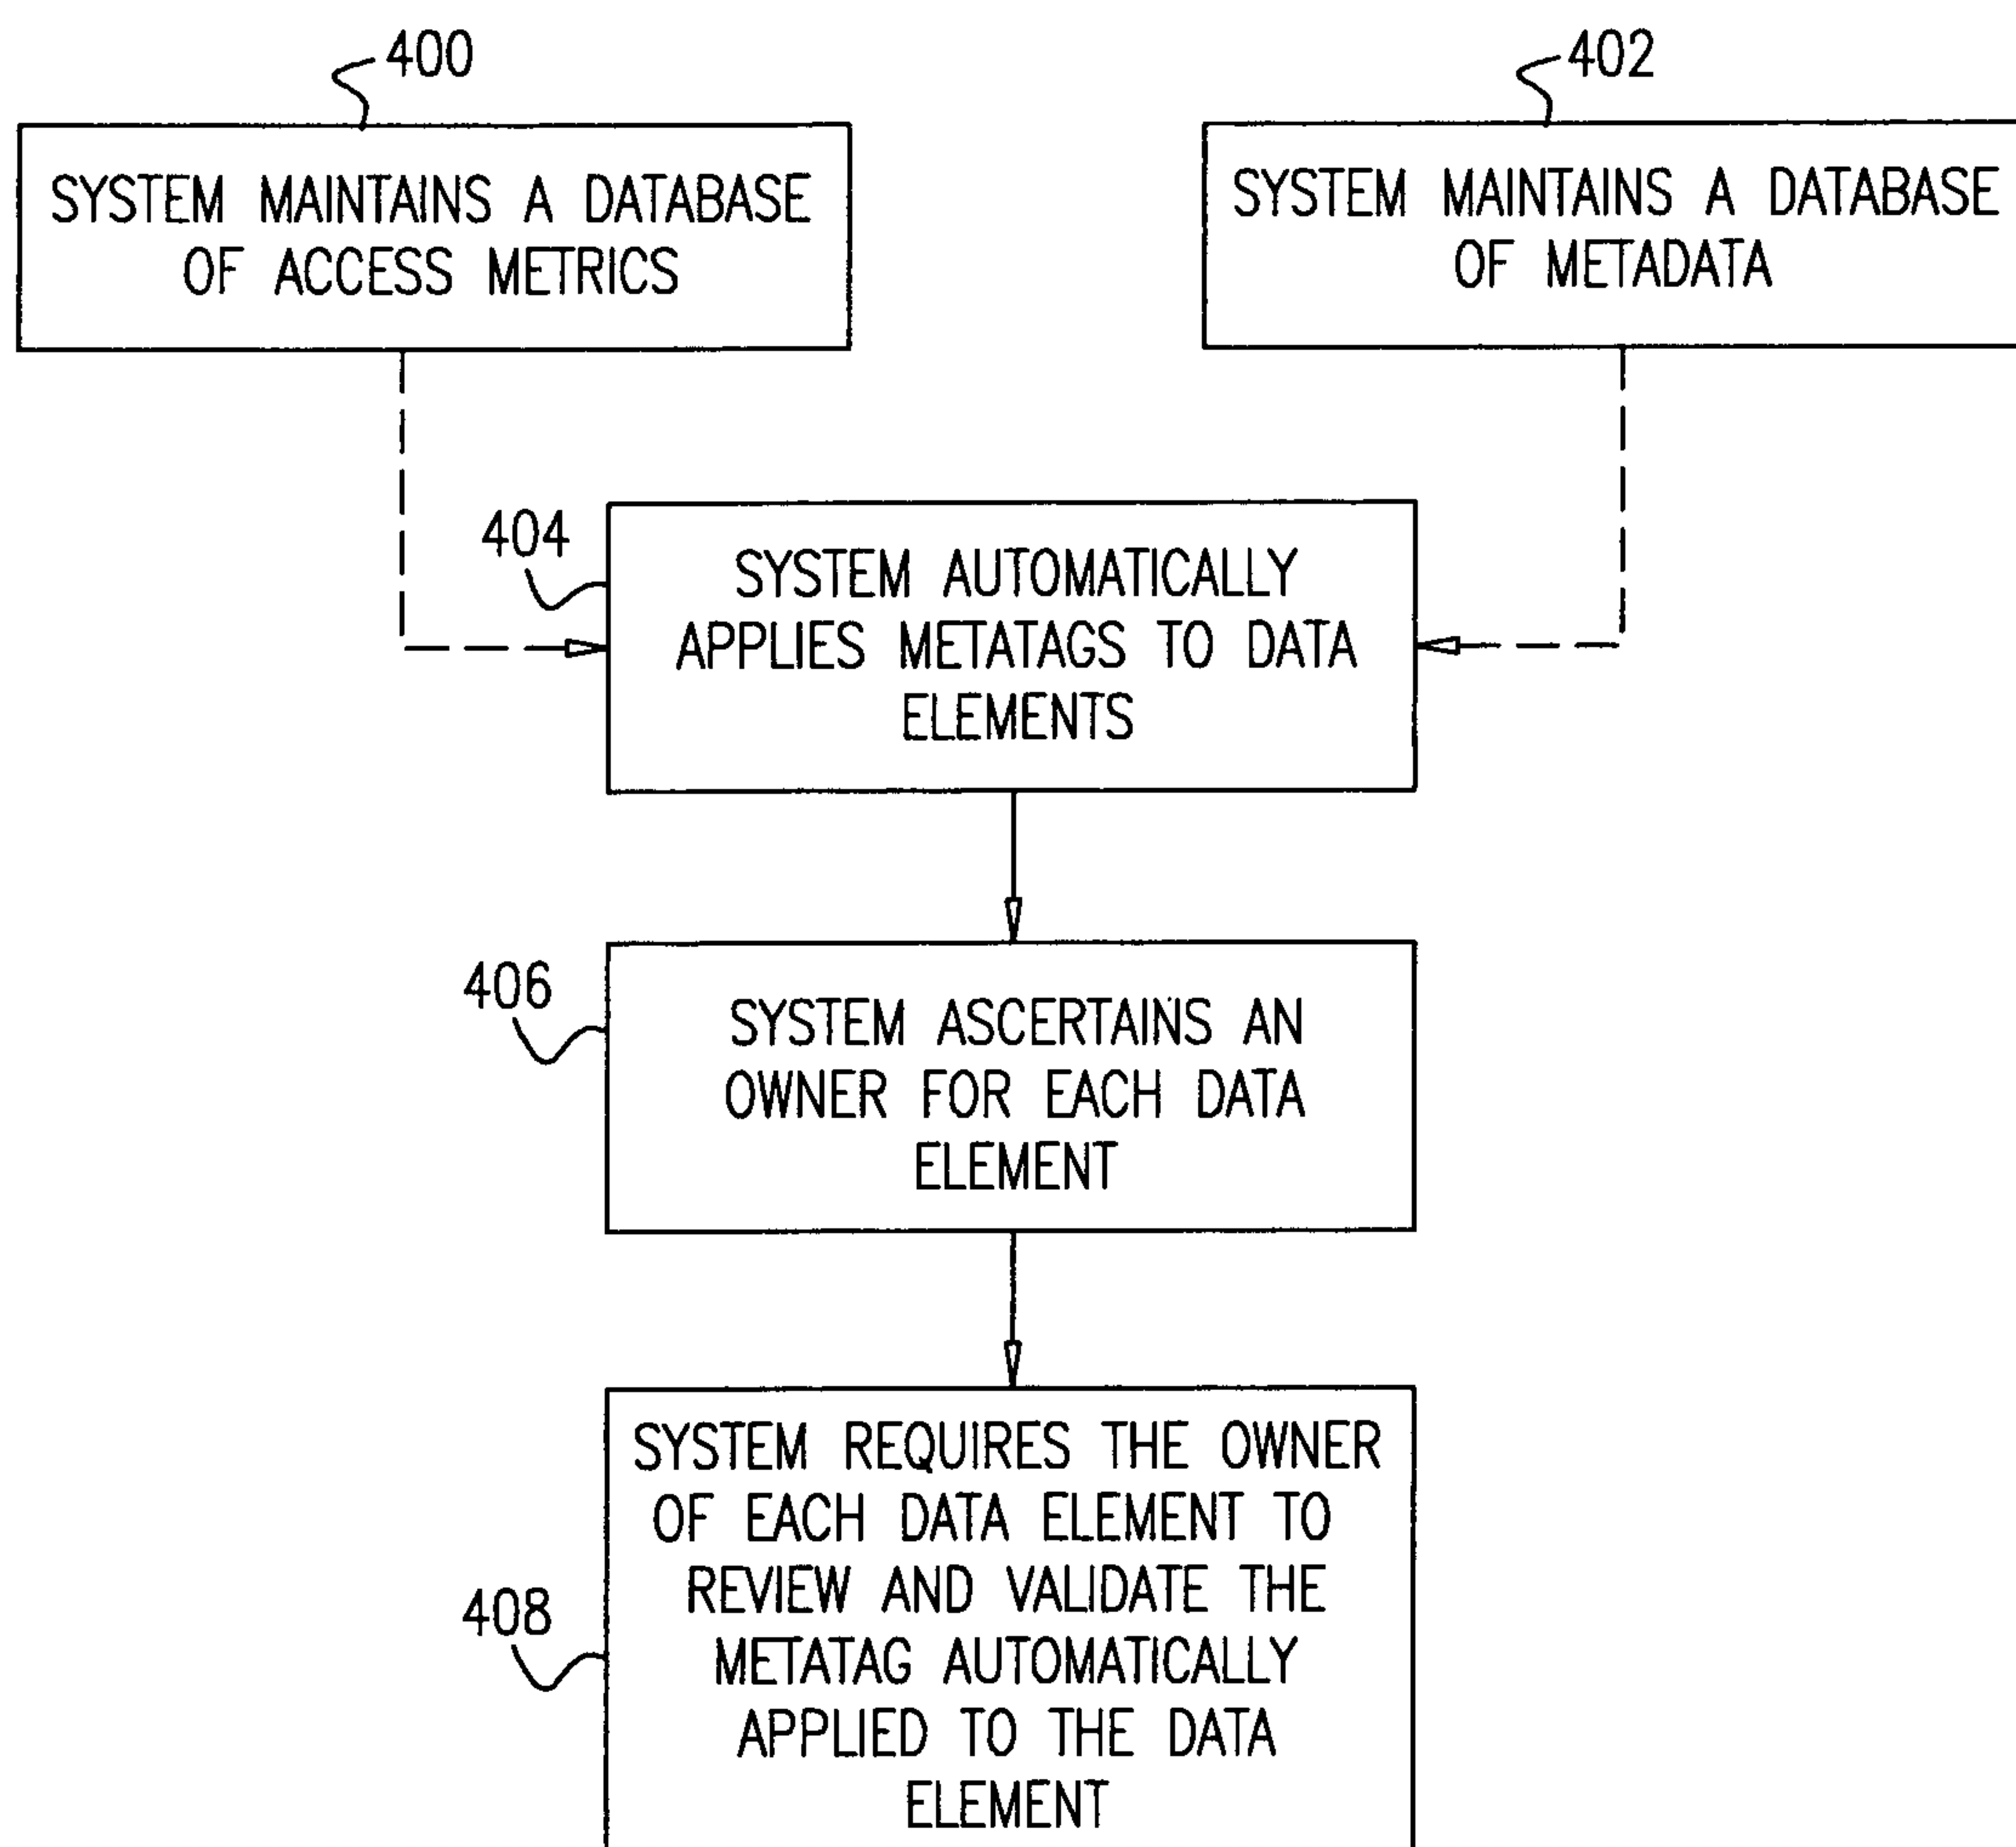 400
SYSTEM MAINTAINS A DATABASE
OF ACCESS METRICS
402
SYSTEM MAINTAINS A DATABASE
OF METADATA
404
SYSTEM AUTOMATICALLY
APPLIES METATAGS TO DATA
ELEMENTS
406
SYSTEM ASCERTAINS AN
OWNER FOR EACH DATA
ELEMENT
408
SYSTEM REQUIRES THE OWNER
OF EACH DATA ELEMENT TO
REVIEW AND VALIDATE THE
METATAG AUTOMATICALLY
APPLIED TO THE DATA
ELEMENT